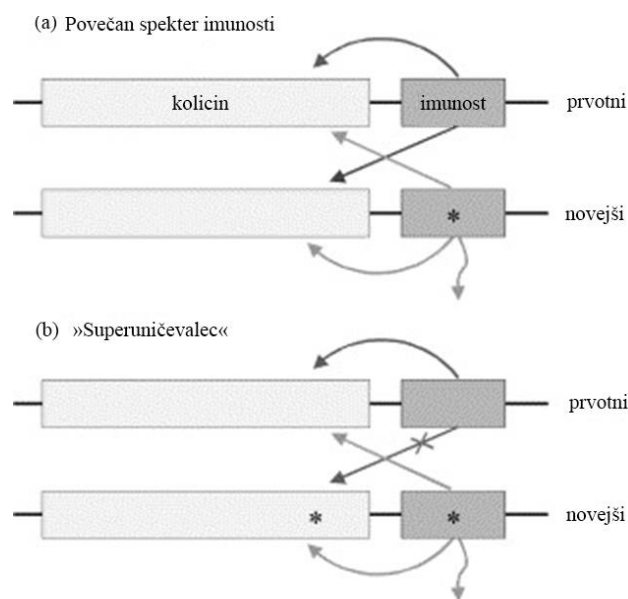 (a) Povečan spekter imunosti
kolicin imunost prvotni
* novejši
(b) »Superuničevalec«
prvotni
* * novejši